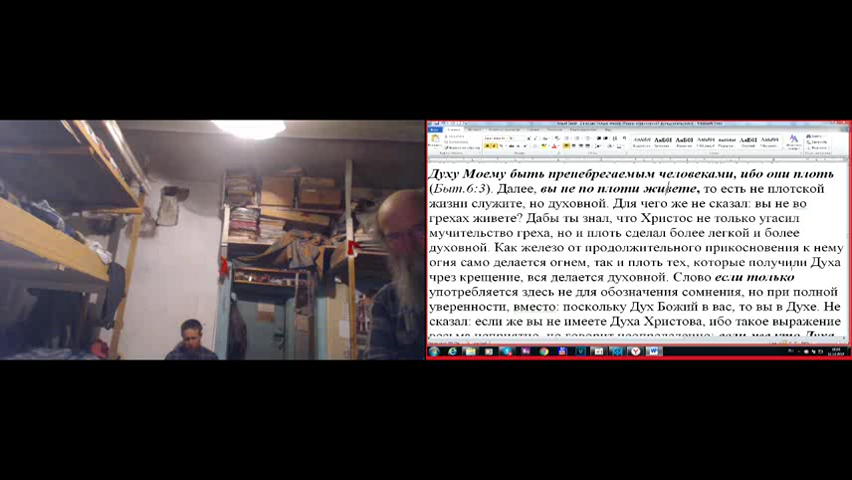 Духу Моему быть пренебрегаемым человеками, ибо они плоть
(Быт.6:3). Далее, вы не по плоти живете, то есть не плотской
жизни служите, но духовной. Для чего же не сказал: вы не во
грехах живете? Дабы ты знал, что Христос не только угасил
мучительство греха, но и плоть сделал более легкой и более
духовной. Как железо от продолжительного прикосновения к нему
огня само делается огнем, так и плоть тех, которые получили Духа
чрез крещение, вся делается духовной. Слово если только
употребляется здесь не для обозначения сомнения, но при полной
уверенности, вместо: поскольку Дух Божий в вас, то вы в Духе. Не
сказал: если же вы не имеете Духа Христова, ибо такое выражение